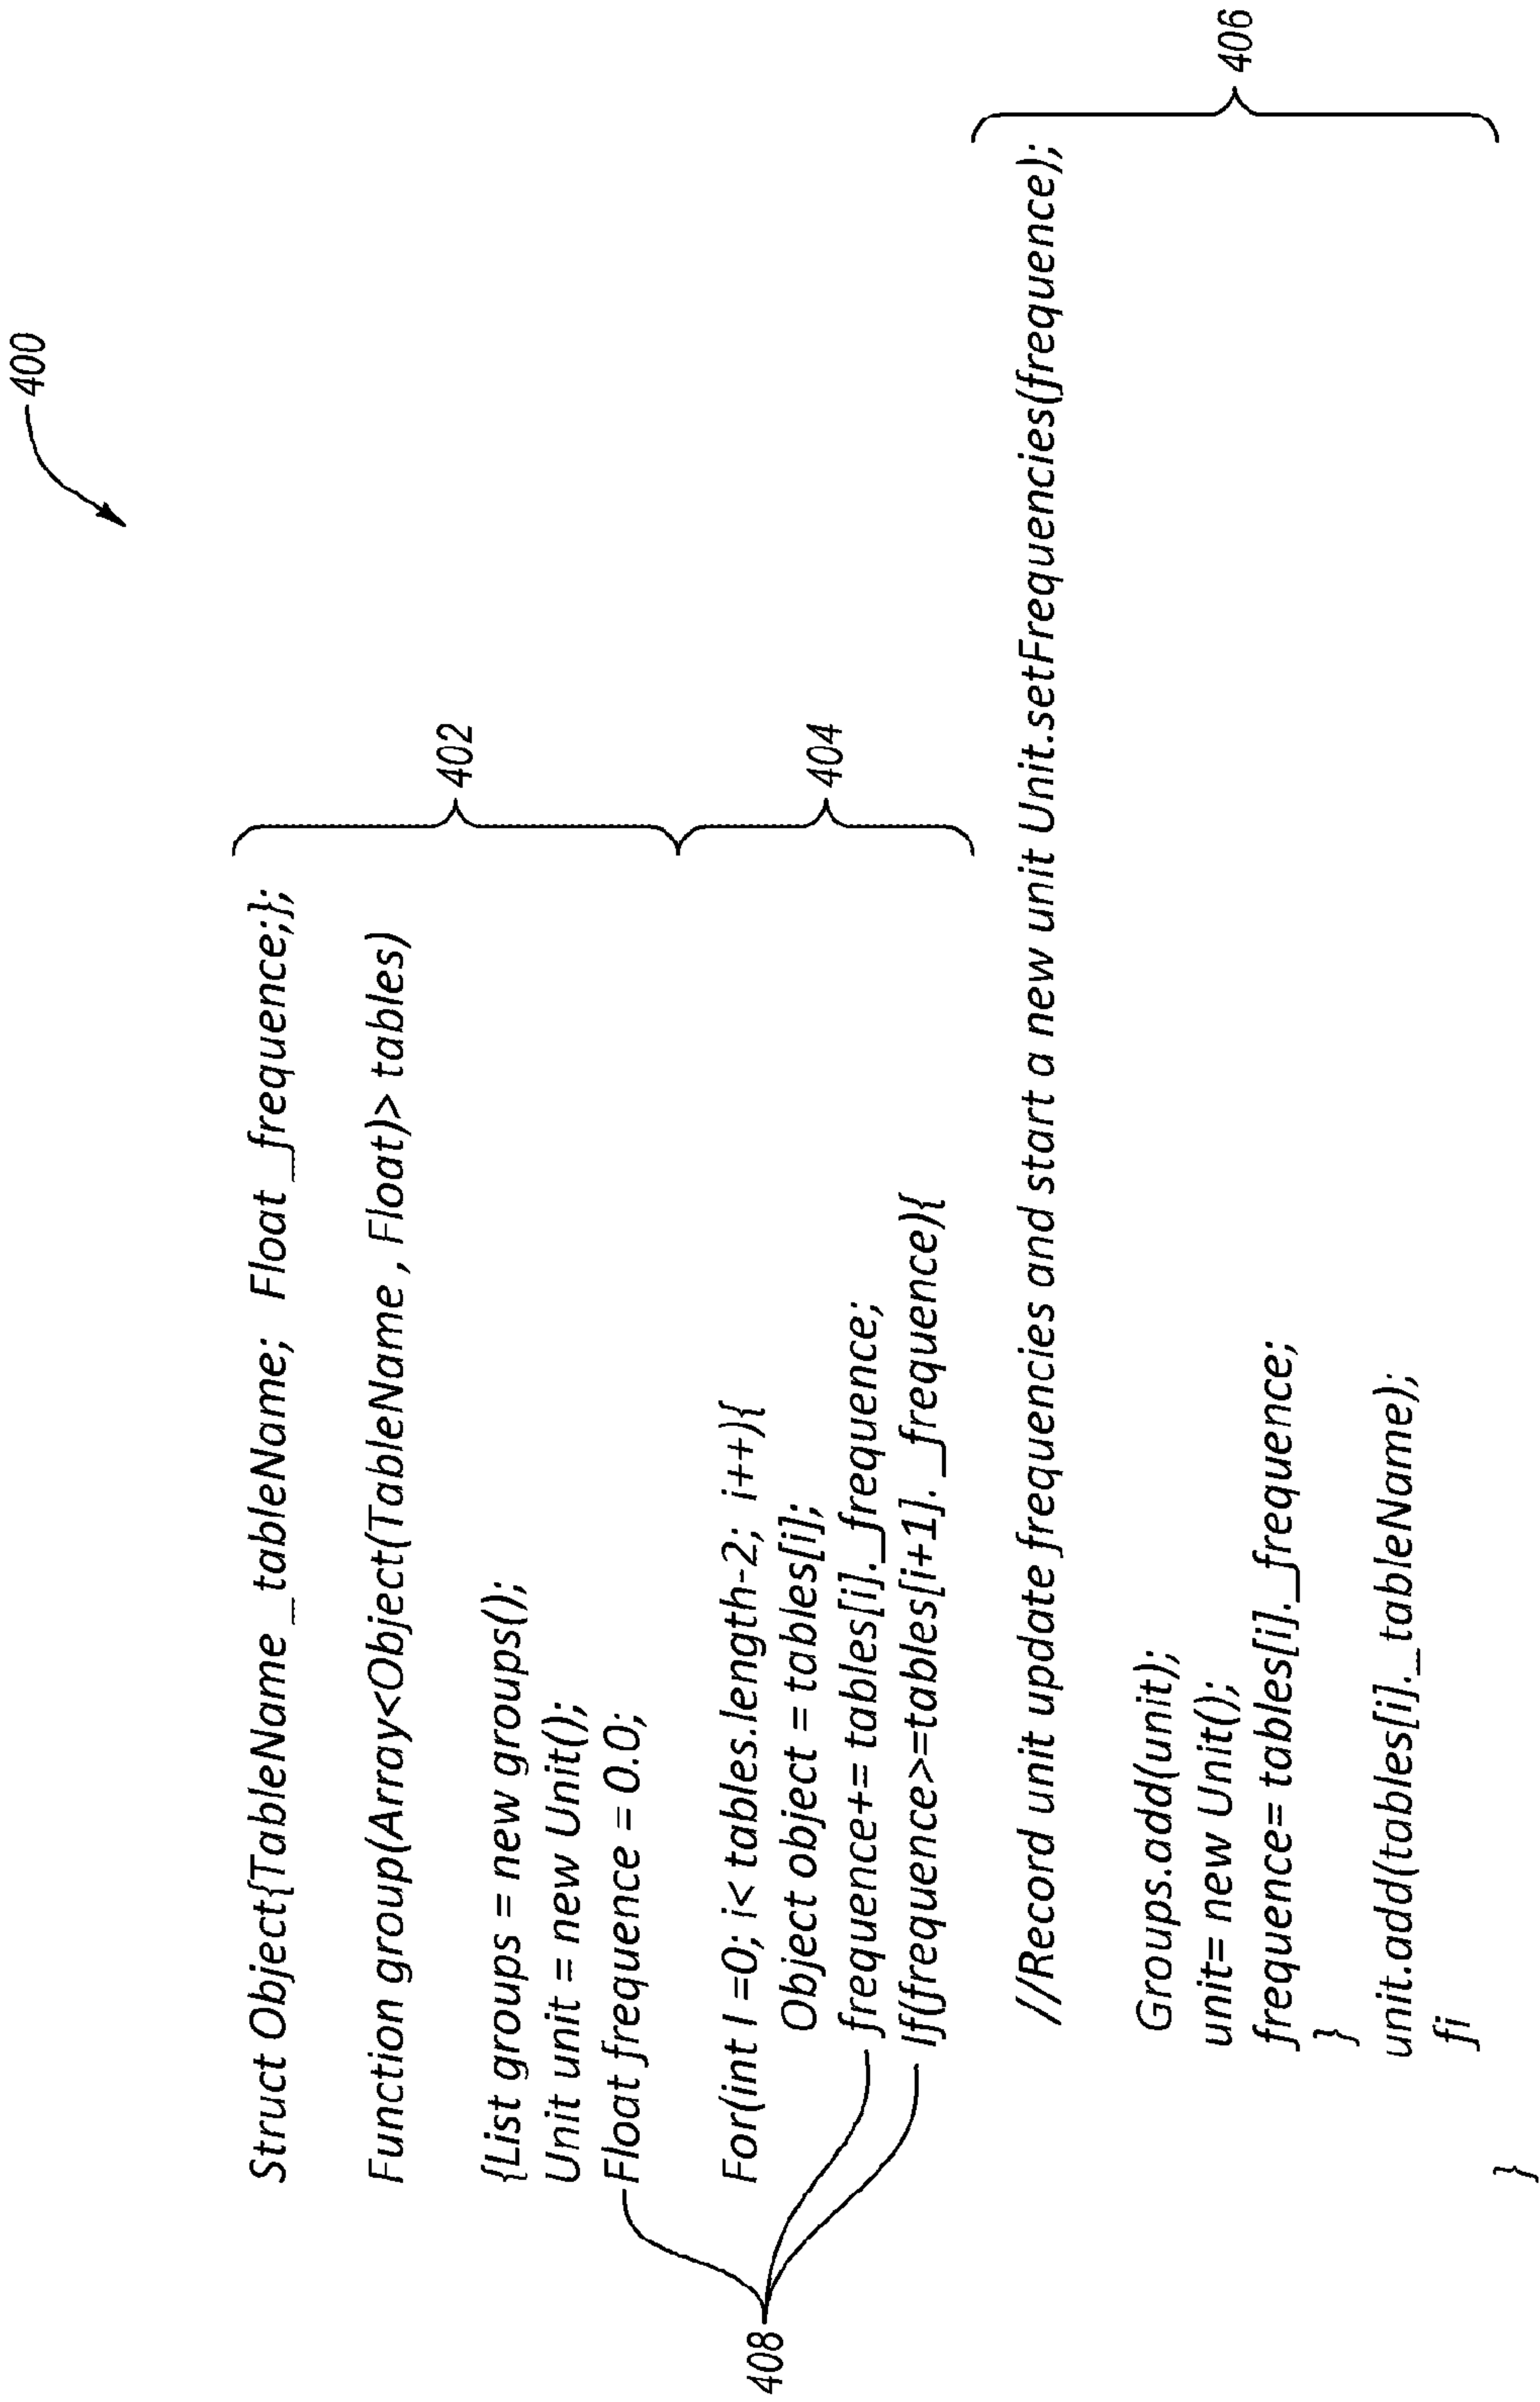 400
Struct Object{TableName _tableName;  Float _frequence;};
Function group(Array<Object(TableName , Float)> tables)
402
{List groups = new groups();
Unit unit = new Unit();
Float frequence = 0.0;
For(int I =0; i< tables.length-2;  i++){
Object object = tables[i];
404
frequence+= tables[i]._frequence;
If(frequence>=tables[i+1]. _frequence){
408
//Record unit update frequencies and start a new unit Unit.setFrequencies(frequence);
Groups.add(unit);
unit= new Unit();
406
frequence= tables[i]._frequence;
}
unit.add(tables[i]._tableName);
fi
}